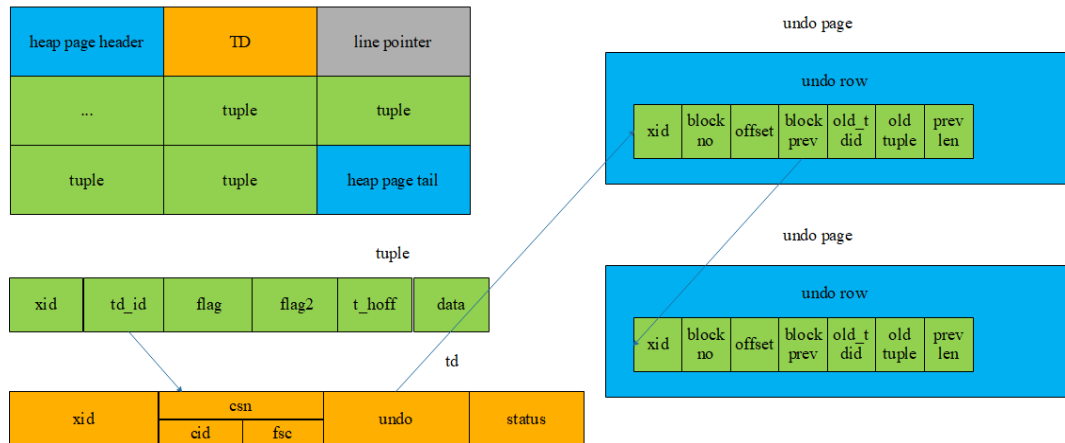 heap page header
TD
line pointer
...
tuple
tuple
tuple
tuple
heap page tail
tuple
xid
td_id
flag
flag2
t_hoff
data
td
xid
csn
cid
fsc
undo
status
undo page
undo row
xid
block
no
offset
block
prev
old_t
did
old
tuple
prev
len
undo page
undo row
xid
block
no
offset
block
prev
old_t
did
old
tuple
prev
len